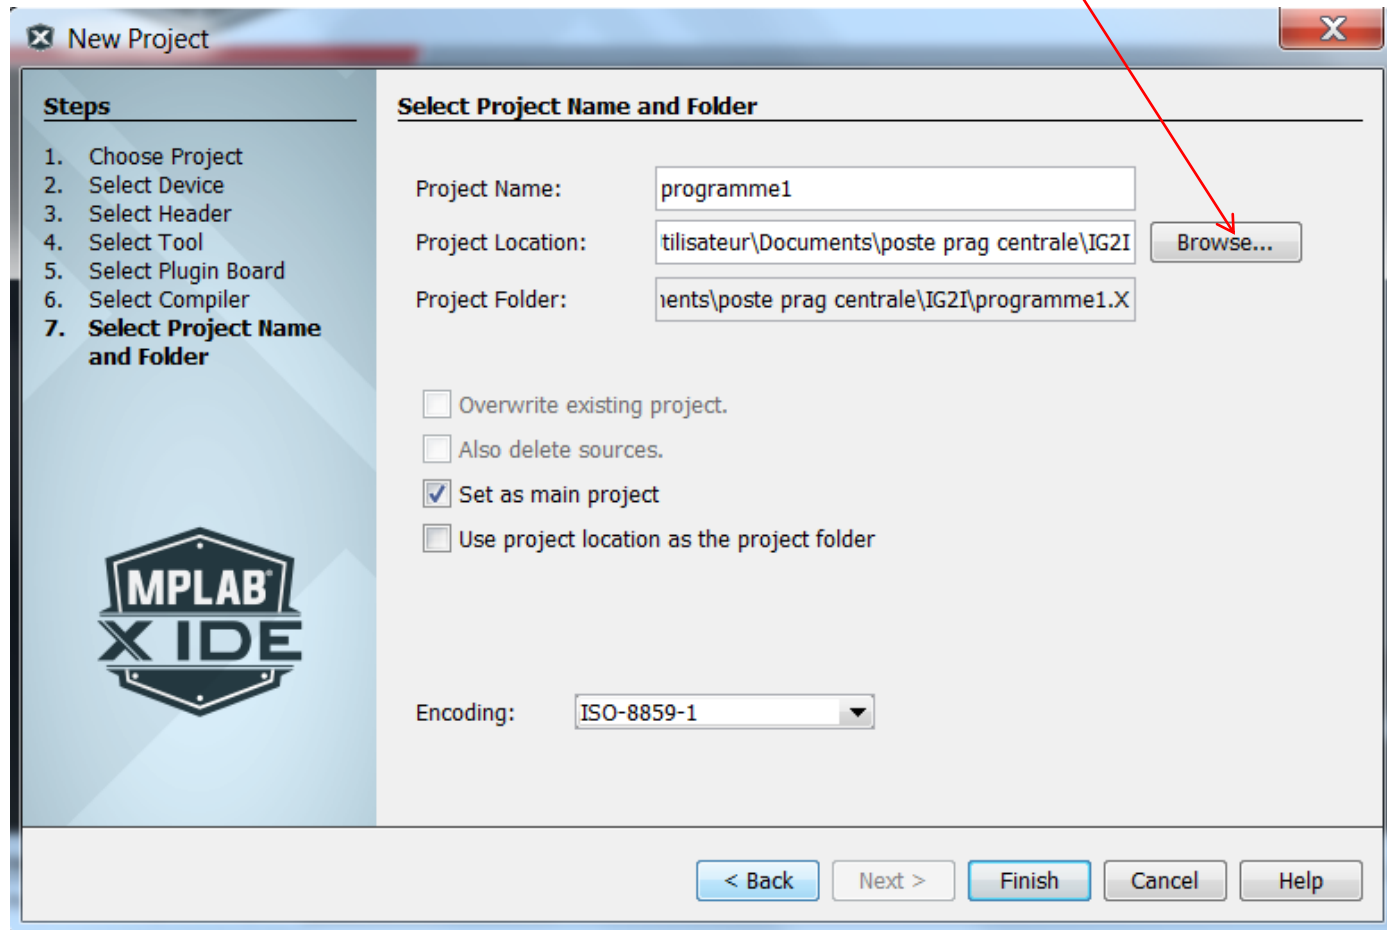 New Project
X
Steps
1. Choose Project
2. Select Device
3. Select Header
4. Select Tool
5. Select Plugin Board
6. Select Compiler
7. Select Project Name
and Folder
MPLAB®
X IDE
Select Project Name and Folder
Project Name: programme1
Project Location: tilisateur\Documents\poste prag centrale\IG2I Browse...
Project Folder: nents\poste prag centrale\IG2I\programme1.X
Overwrite existing project.
Also delete sources.
Set as main project
Use project location as the project folder
Encoding: ISO-8859-1
< Back Next > Finish Cancel Help